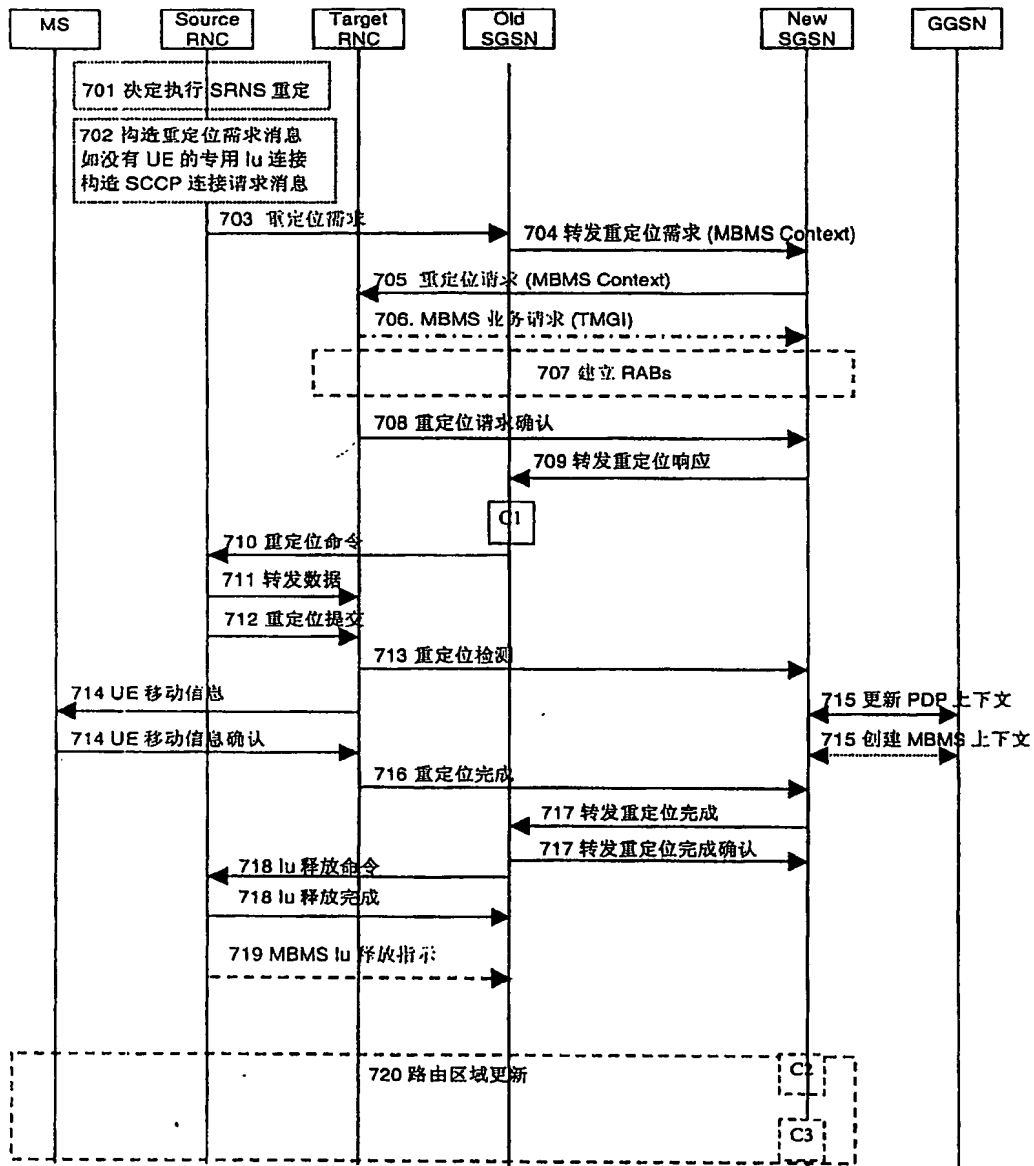 MS
Source
RNC
Target
RNC
Old
SGSN
New
SGSN
GGSN
701 决定执行 SRNS 重定
702 构造重定位需求消息
如没有 UE 的专用 Iu 连接
构造 SCCP 连接请求消息
703 重定位需求
704 转发重定位需求 (MBMS Context)
705 重定位请求 (MBMS Context)
706. MBMS 业务请求 (TMGI)
707 建立 RABs
708 重定位请求确认
709 转发重定位响应
C1
710 重定位命令
711 转发数据
712 重定位提交
713 重定位检测
714 UE 移动信息
715 更新 PDP 上下文
714 UE 移动信息确认
715 创建 MBMS 上下文
716 重定位完成
717 转发重定位完成
717 转发重定位完成确认
718 Iu 释放命令
718 Iu 释放完成
719 MBMS Iu 释放指示
720 路由区域更新
C2
C3